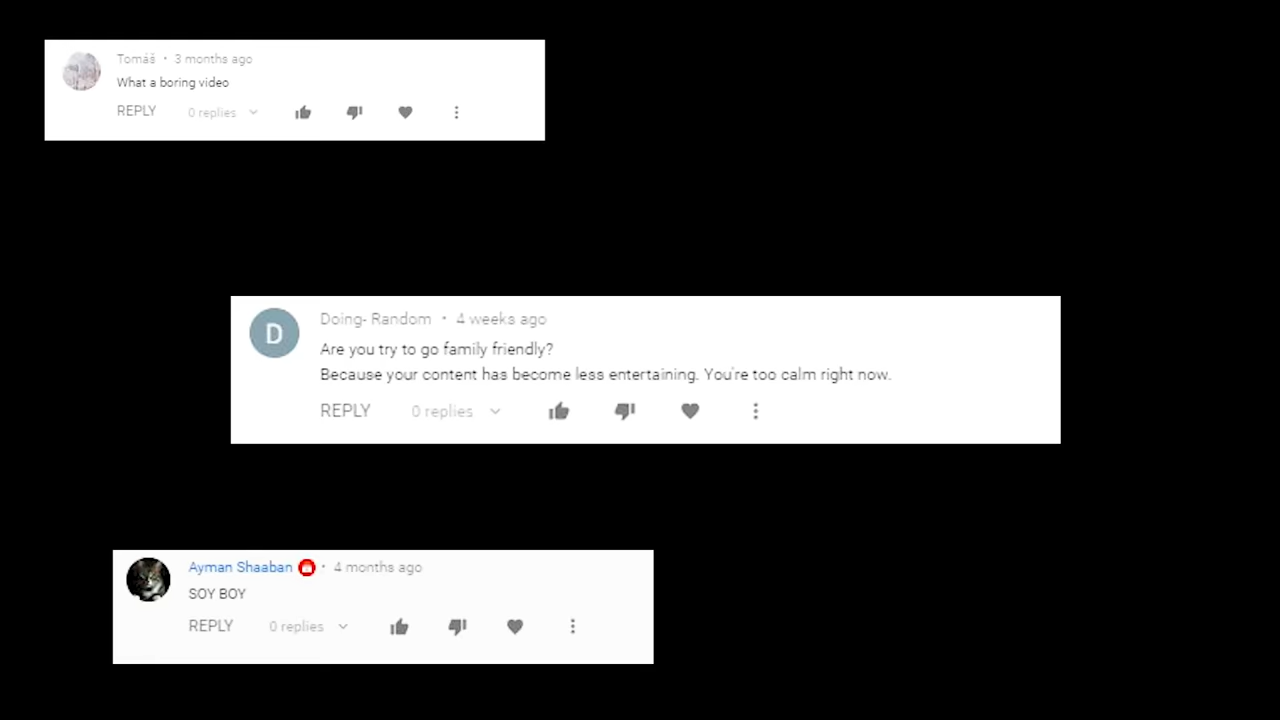 Tomáš • 3 months ago
What a boring video
REPLY 0 replies
D
Doing- Random • 4 weeks ago
Are you try to go family friendly?
Because your content has become less entertaining. You're too calm right now.
REPLY 0 replies
Ayman Shaaban • 4 months ago
SOY BOY
REPLY 0 replies